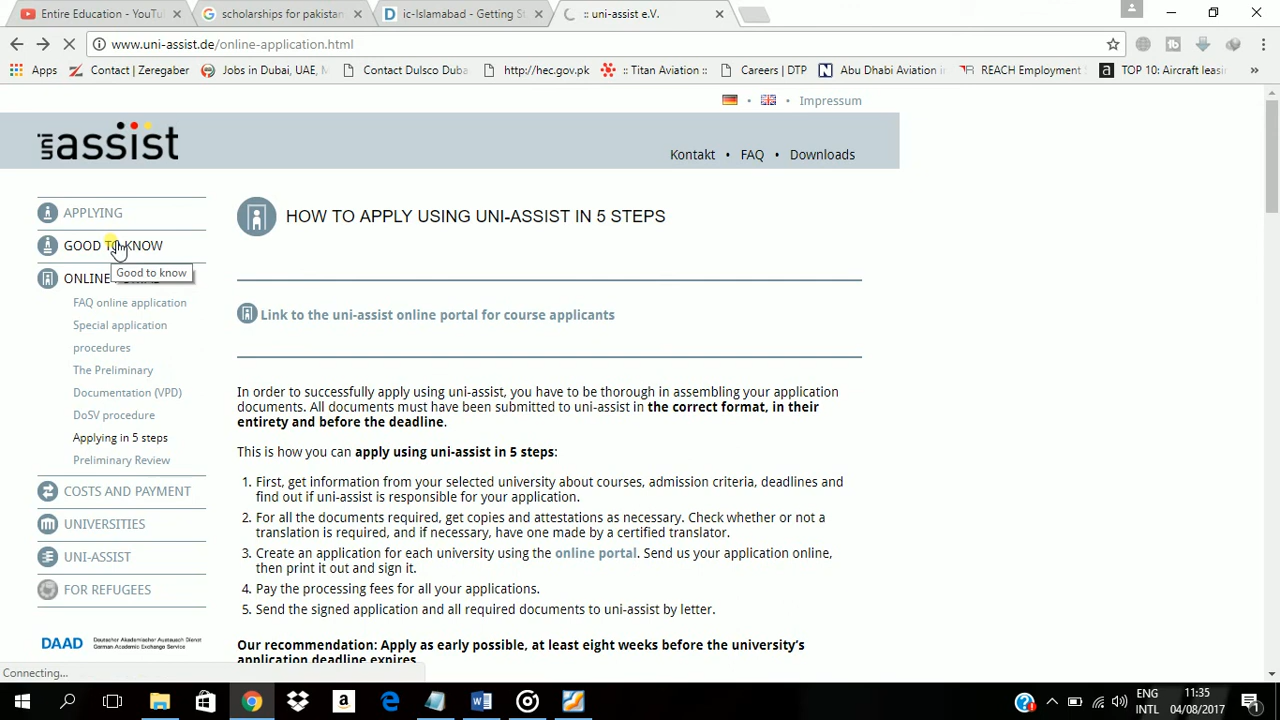 Entire Education - YouTu
scholarships for pakistan
ic-Islamabad - Getting St
:: uni-assist e.V.
www.uni-assist.de/online-application.html
Apps
Contact | Zeregaber
Jobs in Dubai, UAE, M
Contact Dulsco Duba
http://hec.gov.pk
:: Titan Aviation ::
Careers | DTP
Abu Dhabi Aviation i
REACH Employment S
TOP 10: Aircraft leasi
»
• • Impressum
uni assist
Kontakt • FAQ • Downloads
APPLYING
GOOD TO KNOW
Good to know
ONLINE
FAQ online application
Special application
procedures
The Preliminary
Documentation (VPD)
DoSV procedure
Applying in 5 steps
Preliminary Review
COSTS AND PAYMENT
UNIVERSITIES
UNI-ASSIST
FOR REFUGEES
DAAD
Deutscher Akademischer Austausch Dienst
German Academic Exchange Service
HOW TO APPLY USING UNI-ASSIST IN 5 STEPS
Link to the uni-assist online portal for course applicants
In order to successfully apply using uni-assist, you have to be thorough in assembling your application
documents. All documents must have been submitted to uni-assist in the correct format, in their
entirety and before the deadline.
This is how you can apply using uni-assist in 5 steps:
1. First, get information from your selected university about courses, admission criteria, deadlines and
find out if uni-assist is responsible for your application.
2. For all the documents required, get copies and attestations as necessary. Check whether or not a
translation is required, and if necessary, have one made by a certified translator.
3. Create an application for each university using the online portal. Send us your application online,
then print it out and sign it.
4. Pay the processing fees for all your applications.
5. Send the signed application and all required documents to uni-assist by letter.
Our recommendation: Apply as early possible, at least eight weeks before the university's
application deadline expires
Connecting...
ENG
INTL
11:35
04/08/2017